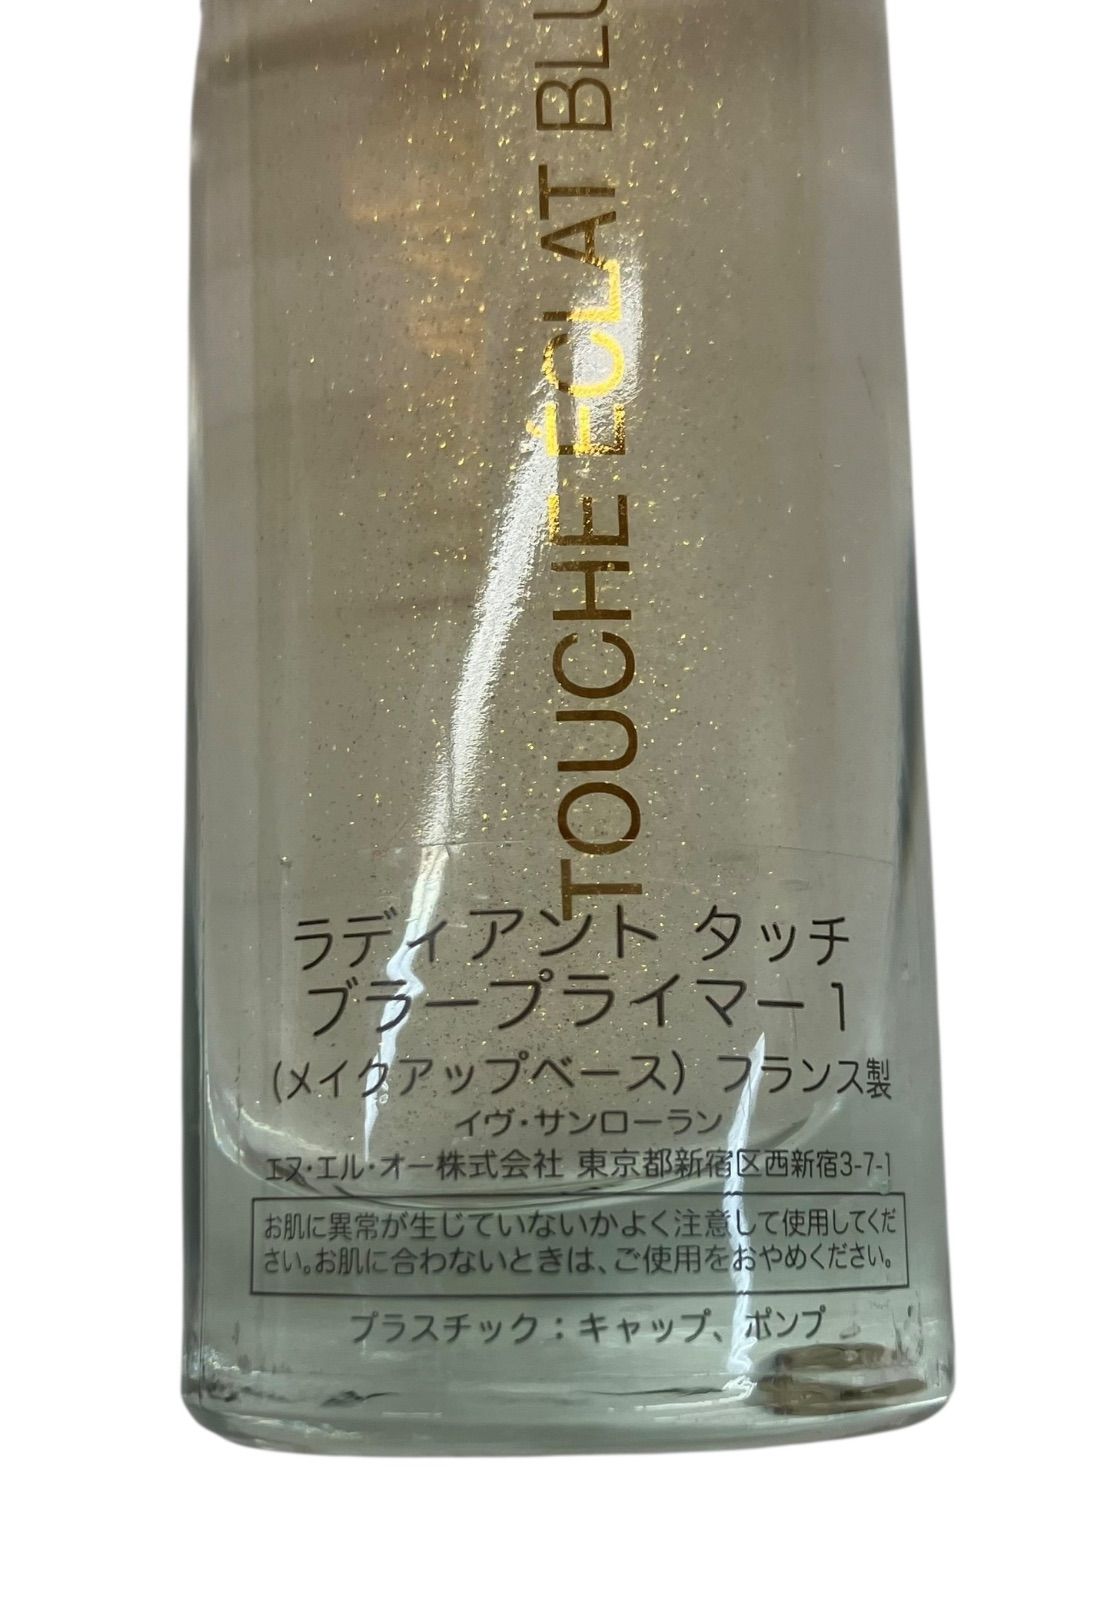 TOUCHE ÉCLAT BLU
ラディアント タッチ
ブラープライマー1
(メイクアップベース) フランス製
イヴ・サンローラン
エヌ・エル・オー株式会社 東京都新宿区西新宿3-7-1
お肌に異常が生じていないかよく注意して使用してくだ
さい。お肌に合わないときは、ご使用をおやめください。
プラスチック：キャップ、ポンプ